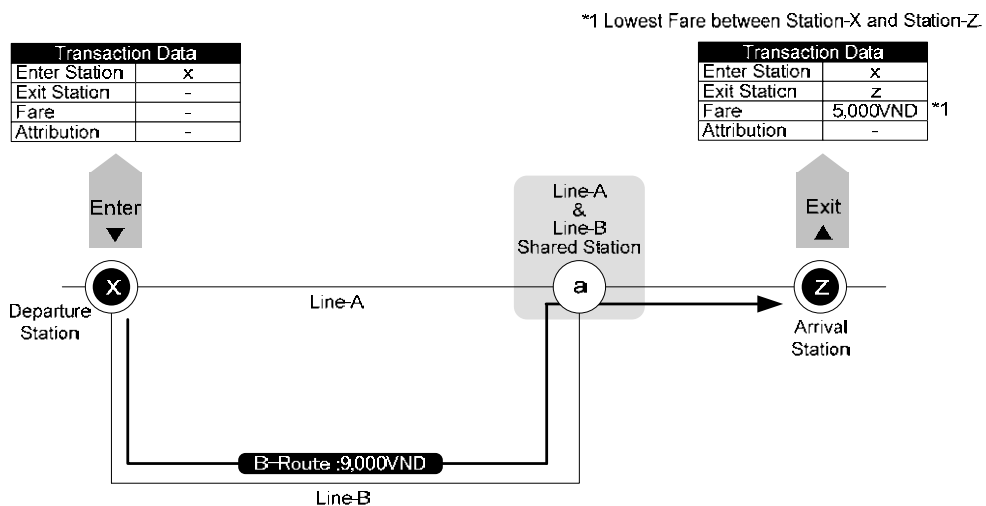 *1 Lowest Fare between Station-X and Station-Z.
Transaction Data
Enter Station x
Exit Station -
Fare -
Attribution -
Transaction Data
Enter Station x
Exit Station z
Fare 5,000VND *1
Attribution -
Enter
Line-A
&
Line-B
Shared Station
Exit
X
a
Z
Departure
Station
Line-A
Arrival
Station
B-Route :9,000VND
Line-B